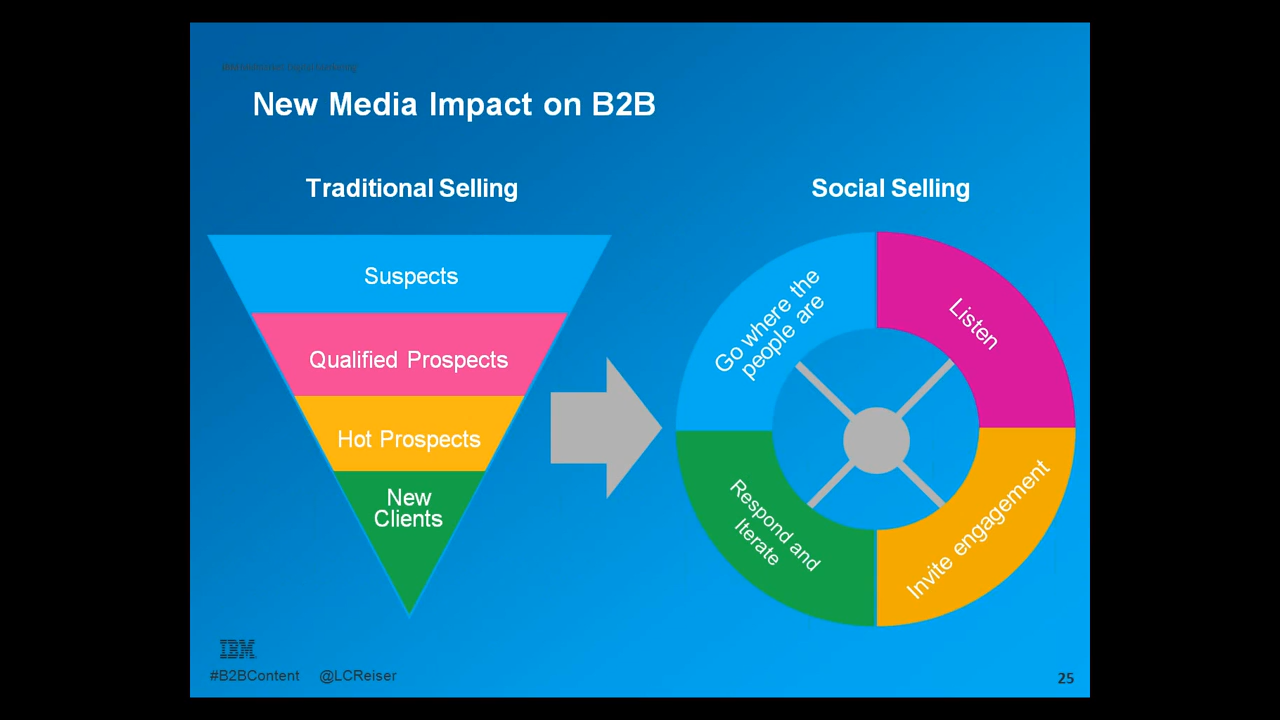 New Media Impact on B2B
Traditional Selling
Social Selling
Suspects
Qualified Prospects
Hot Prospects
New
Clients
Go where the
people are
Listen
Respond and
Iterate
Invite engagement
IBM
#B2BContent @LCReiser
25